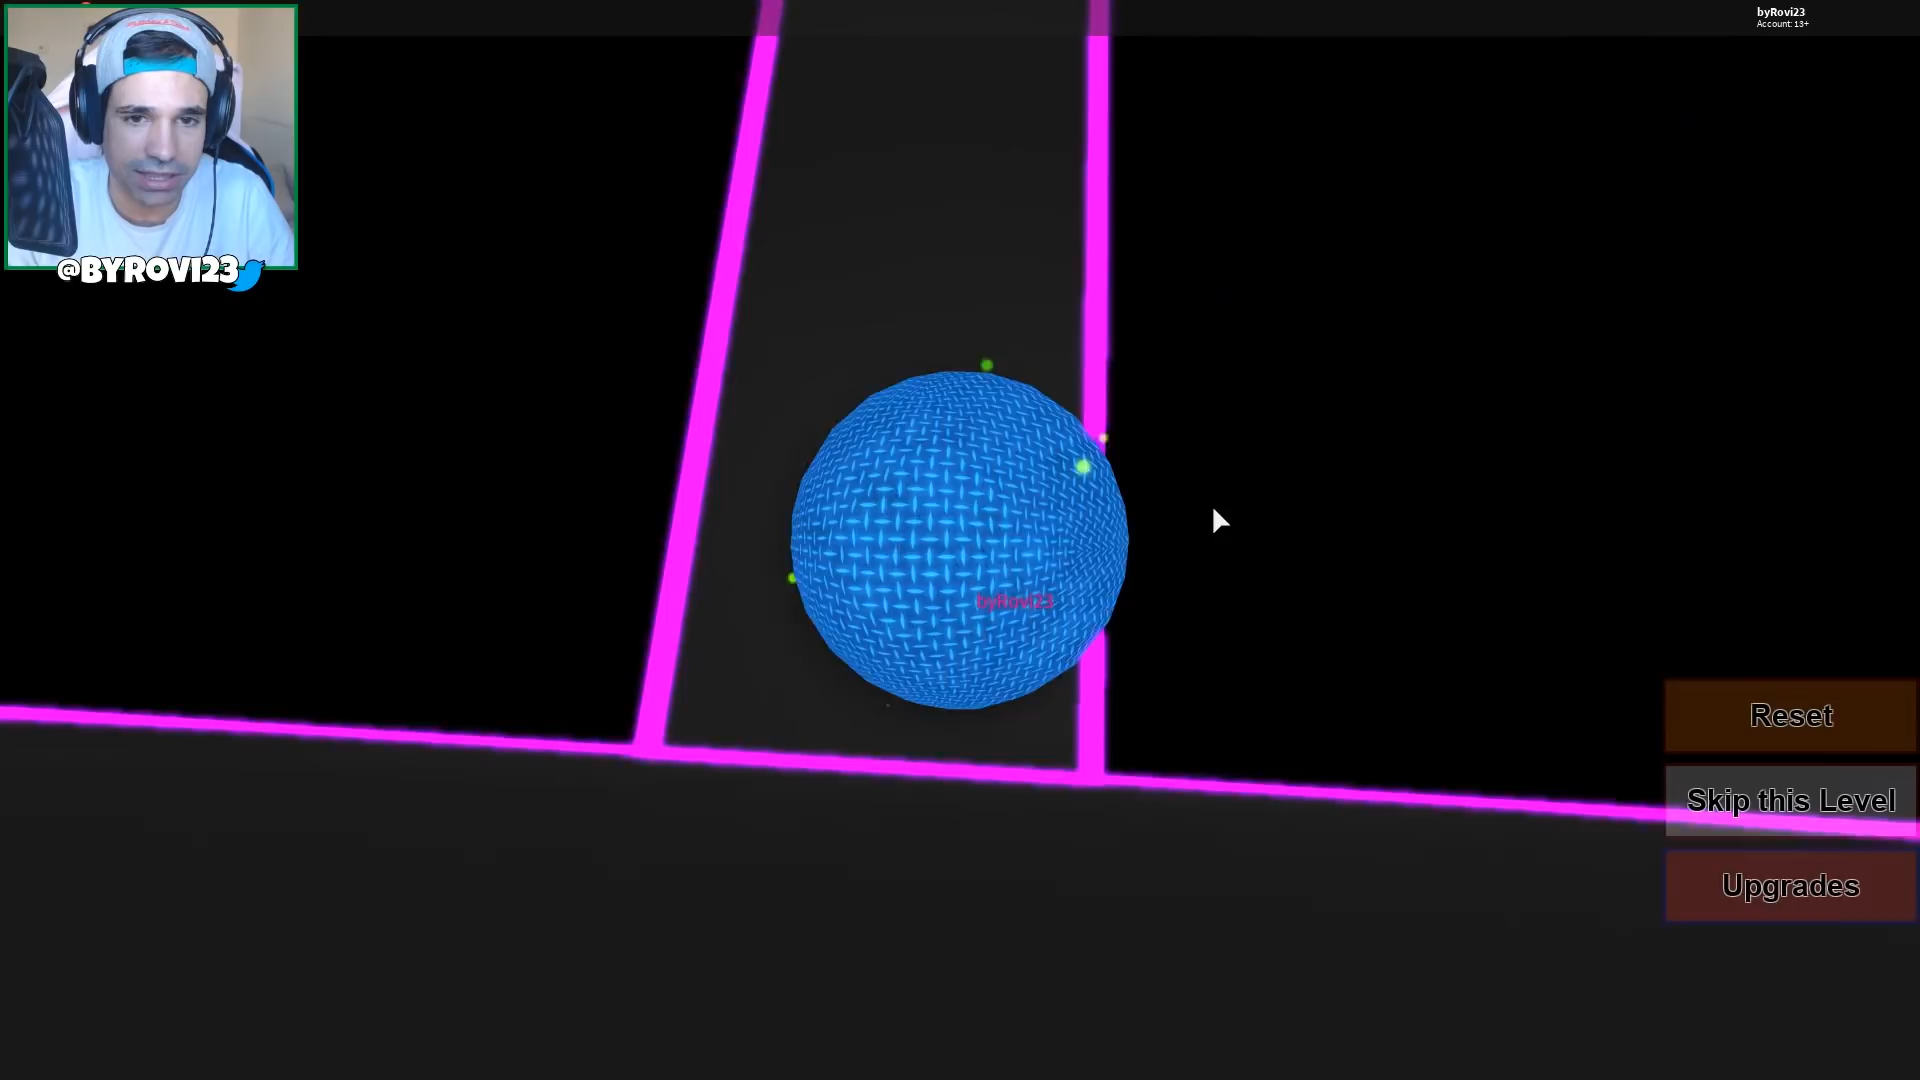 byRovi23
Account: 13+
@BYROVI23
byRovi23
Reset
Skip this Level
Upgrades